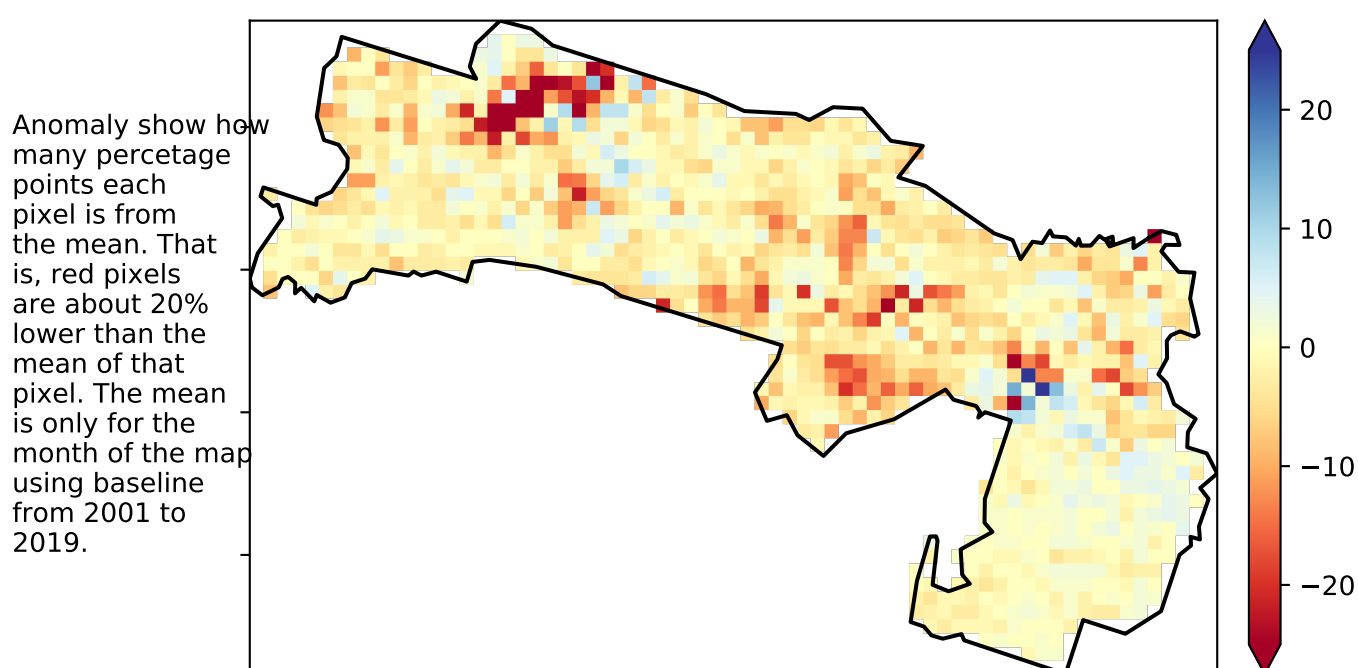 Anomaly show how
many percetage
points each
pixel is from
the mean. That
is, red pixels
are about 20%
lower than the
mean of that
pixel. The mean
is only for the
month of the map
using baseline
from 2001 to
2019.
20
10
0
−10
−20